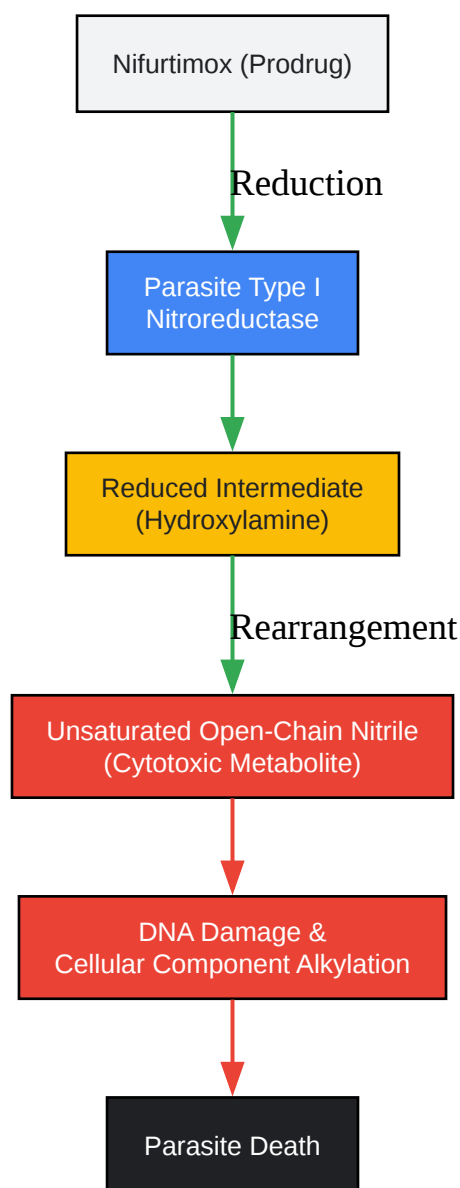 Nifurtimox (Prodrug)
Reduction
Parasite Type I
Nitroreductase
Reduced Intermediate
(Hydroxylamine)
Rearrangement
Unsaturated Open-Chain Nitrile
(Cytotoxic Metabolite)
DNA Damage &
Cellular Component Alkylation
Parasite Death